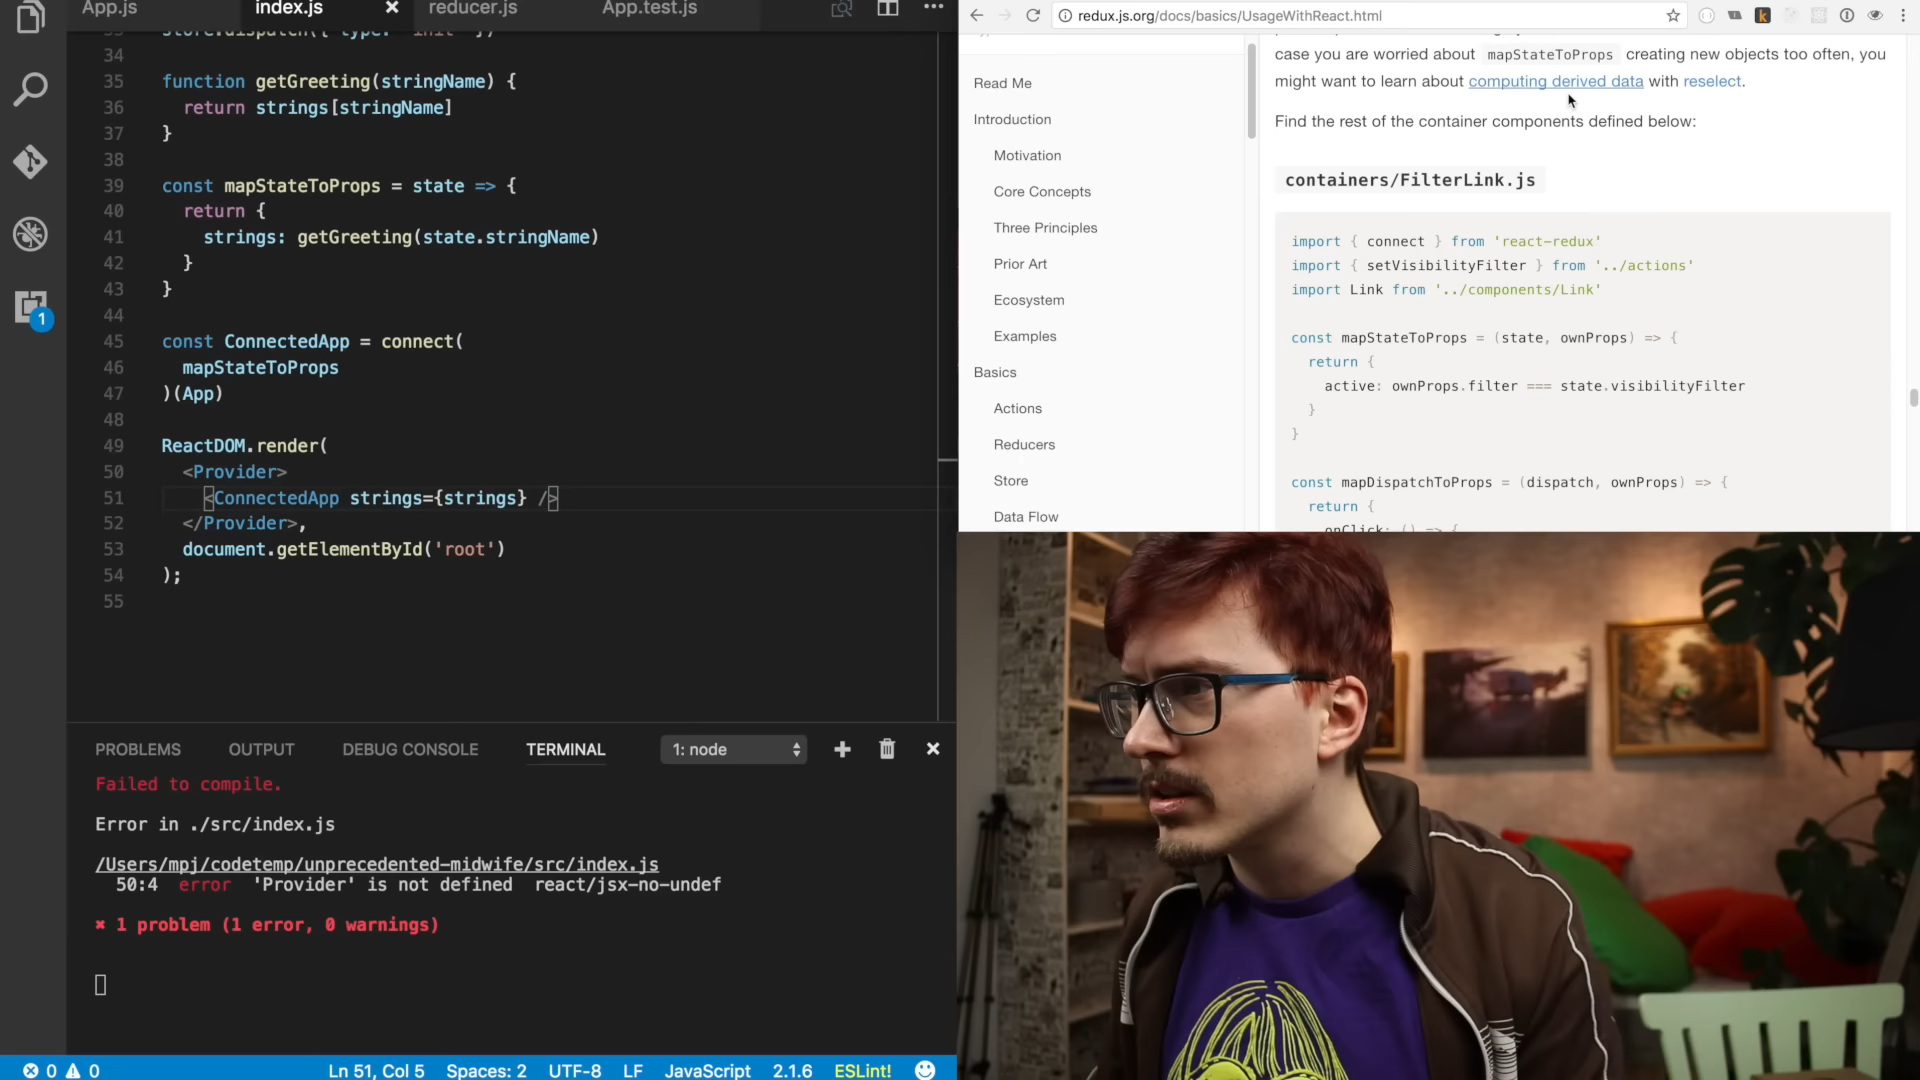 App.js index.js × reducer.js App.test.js
33 store.dispatch({ type: 'init' })
34
35 function getGreeting(stringName) {
36 return strings[stringName]
37 }
38
39 const mapStateToProps = state => {
40 return {
41 strings: getGreeting(state.stringName)
42 }
43 }
44
45 const ConnectedApp = connect(
46 mapStateToProps
47 )(App)
48
49 ReactDOM.render(
50 <Provider>
51 <ConnectedApp strings={strings} />
52 </Provider>,
53 document.getElementById('root')
54 );
55
1
PROBLEMS OUTPUT DEBUG CONSOLE TERMINAL 1: node
Failed to compile.
Error in ./src/index.js
/Users/mpj/codetemp/unprecedented-midwife/src/index.js
50:4 error 'Provider' is not defined react/jsx-no-undef
✖ 1 problem (1 error, 0 warnings)
0 0 Ln 51, Col 5 Spaces: 2 UTF-8 LF JavaScript 2.1.6 ESLint!
redux.js.org/docs/basics/UsageWithReact.html
Read Me
Introduction
Motivation
Core Concepts
Three Principles
Prior Art
Ecosystem
Examples
Basics
Actions
Reducers
Store
Data Flow
case you are worried about mapStateToProps creating new objects too often, you
might want to learn about computing derived data with reselect.
Find the rest of the container components defined below:
containers/FilterLink.js
import { connect } from 'react-redux'
import { setVisibilityFilter } from '../actions'
import Link from '../components/Link'
const mapStateToProps = (state, ownProps) => {
return {
active: ownProps.filter === state.visibilityFilter
}
}
const mapDispatchToProps = (dispatch, ownProps) => {
return {
onClick: () => {